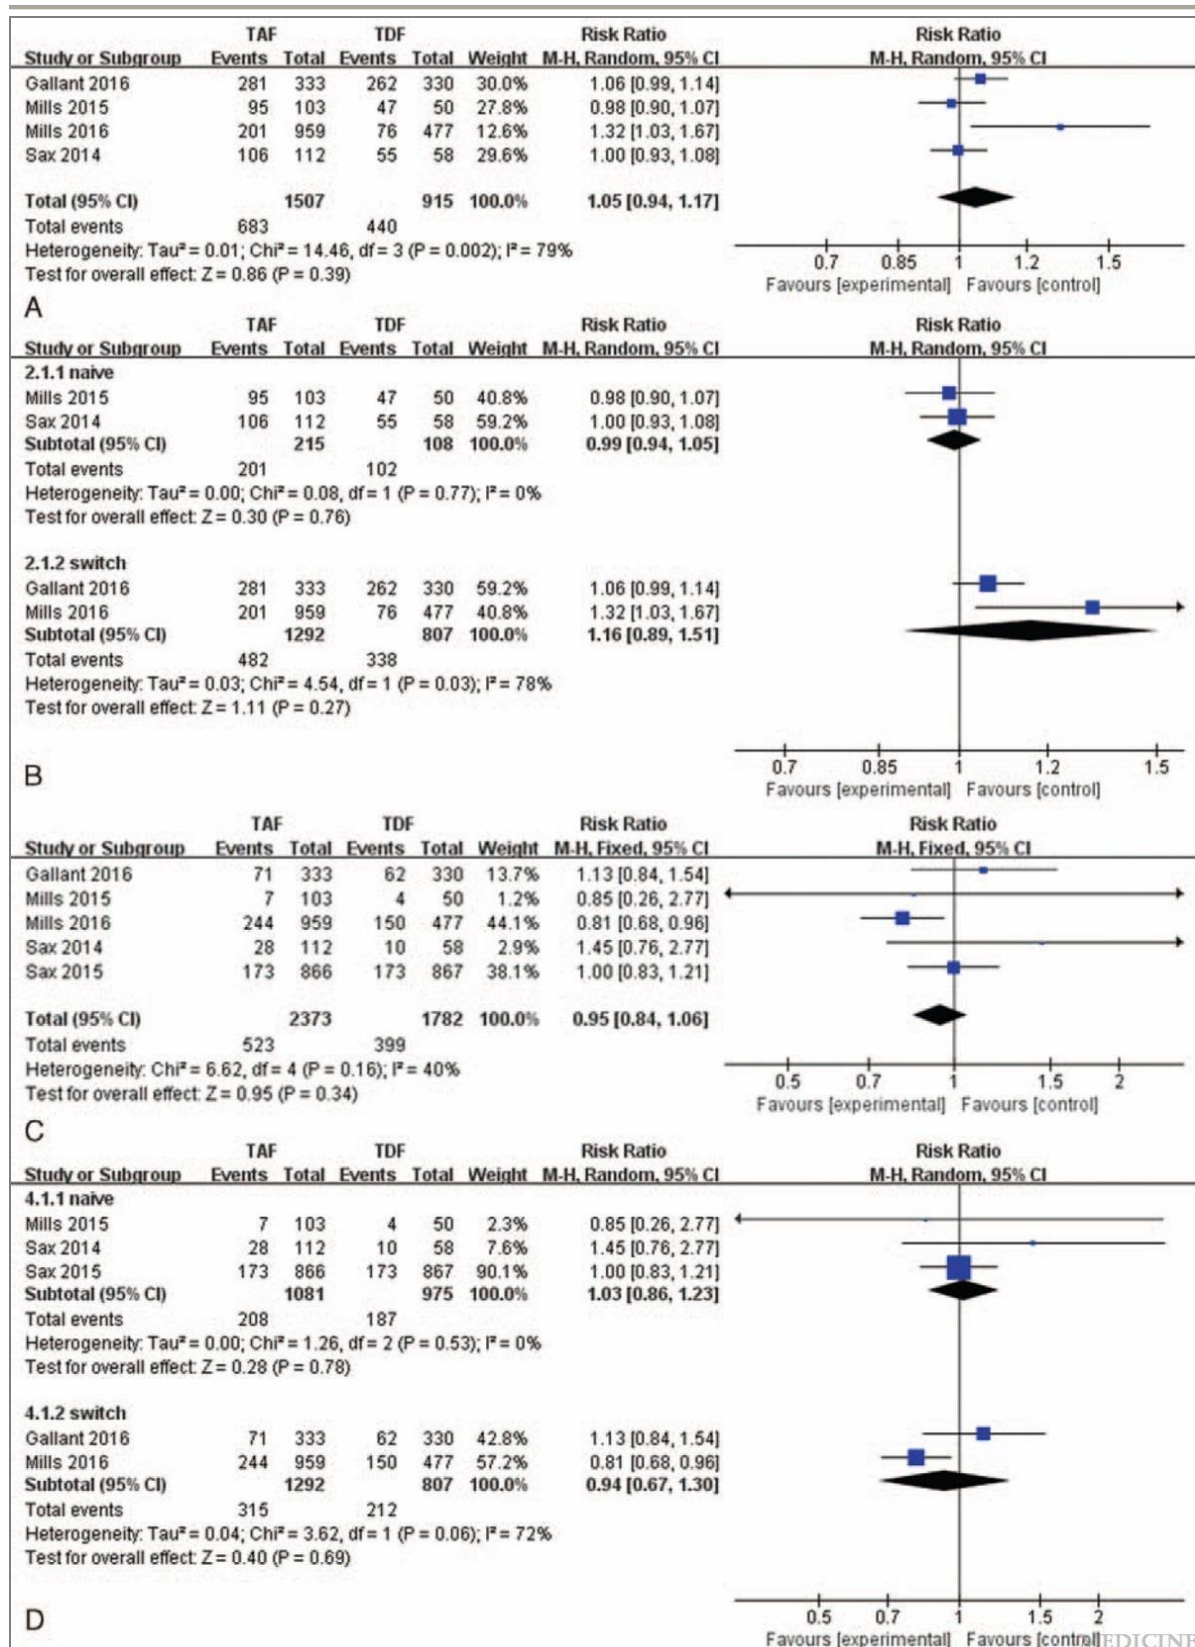 TAF TDF Risk Ratio Risk Ratio
Study or Subgroup Events Total Events Total Weight M-H, Random, 95% CI M-H, Random, 95% CI
Gallant 2016 281 333 262 330 30.0% 1.06 [0.99, 1.14]
Mills 2015 95 103 47 50 27.8% 0.98 [0.90, 1.07]
Mills 2016 201 959 76 477 12.6% 1.32 [1.03, 1.67]
Sax 2014 106 112 55 58 29.6% 1.00 [0.93, 1.08]
Total (95% CI) 1507 915 100.0% 1.05 [0.94, 1.17]
Total events 683 440
Heterogeneity: Tau² = 0.01; Chi² = 14.46, df = 3 (P = 0.002); I² = 79%
Test for overall effect: Z = 0.86 (P = 0.39)
0.7 0.85 1 1.2 1.5
Favours [experimental] Favours [control]
A
TAF TDF Risk Ratio Risk Ratio
Study or Subgroup Events Total Events Total Weight M-H, Random, 95% CI M-H, Random, 95% CI
2.1.1 naive
Mills 2015 95 103 47 50 40.8% 0.98 [0.90, 1.07]
Sax 2014 106 112 55 58 59.2% 1.00 [0.93, 1.08]
Subtotal (95% CI) 215 108 100.0% 0.99 [0.94, 1.05]
Total events 201 102
Heterogeneity: Tau² = 0.00; Chi² = 0.08, df = 1 (P = 0.77); I² = 0%
Test for overall effect: Z = 0.30 (P = 0.76)
2.1.2 switch
Gallant 2016 281 333 262 330 59.2% 1.06 [0.99, 1.14]
Mills 2016 201 959 76 477 40.8% 1.32 [1.03, 1.67]
Subtotal (95% CI) 1292 807 100.0% 1.16 [0.89, 1.51]
Total events 482 338
Heterogeneity: Tau² = 0.03; Chi² = 4.54, df = 1 (P = 0.03); I² = 78%
Test for overall effect: Z = 1.11 (P = 0.27)
0.7 0.85 1 1.2 1.5
Favours [experimental] Favours [control]
B
TAF TDF Risk Ratio Risk Ratio
Study or Subgroup Events Total Events Total Weight M-H, Fixed, 95% CI M-H, Fixed, 95% CI
Gallant 2016 71 333 62 330 13.7% 1.13 [0.84, 1.54]
Mills 2015 7 103 4 50 1.2% 0.85 [0.26, 2.77]
Mills 2016 244 959 150 477 44.1% 0.81 [0.68, 0.96]
Sax 2014 28 112 10 58 2.9% 1.45 [0.76, 2.77]
Sax 2015 173 866 173 867 38.1% 1.00 [0.83, 1.21]
Total (95% CI) 2373 1782 100.0% 0.95 [0.84, 1.06]
Total events 523 399
Heterogeneity: Chi² = 6.62, df = 4 (P = 0.16); I² = 40%
Test for overall effect: Z = 0.95 (P = 0.34)
0.5 0.7 1 1.5 2
Favours [experimental] Favours [control]
C
TAF TDF Risk Ratio Risk Ratio
Study or Subgroup Events Total Events Total Weight M-H, Random, 95% CI M-H, Random, 95% CI
4.1.1 naive
Mills 2015 7 103 4 50 2.3% 0.85 [0.26, 2.77]
Sax 2014 28 112 10 58 7.6% 1.45 [0.76, 2.77]
Sax 2015 173 866 173 867 90.1% 1.00 [0.83, 1.21]
Subtotal (95% CI) 1081 975 100.0% 1.03 [0.86, 1.23]
Total events 208 187
Heterogeneity: Tau² = 0.00; Chi² = 1.26, df = 2 (P = 0.53); I² = 0%
Test for overall effect: Z = 0.28 (P = 0.78)
4.1.2 switch
Gallant 2016 71 333 62 330 42.8% 1.13 [0.84, 1.54]
Mills 2016 244 959 150 477 57.2% 0.81 [0.68, 0.96]
Subtotal (95% CI) 1292 807 100.0% 0.94 [0.67, 1.30]
Total events 315 212
Heterogeneity: Tau² = 0.04; Chi² = 3.62, df = 1 (P = 0.06); I² = 72%
Test for overall effect: Z = 0.40 (P = 0.69)
0.5 0.7 1 1.5 2
Favours [experimental] Favours [control]
D
MEDICINE